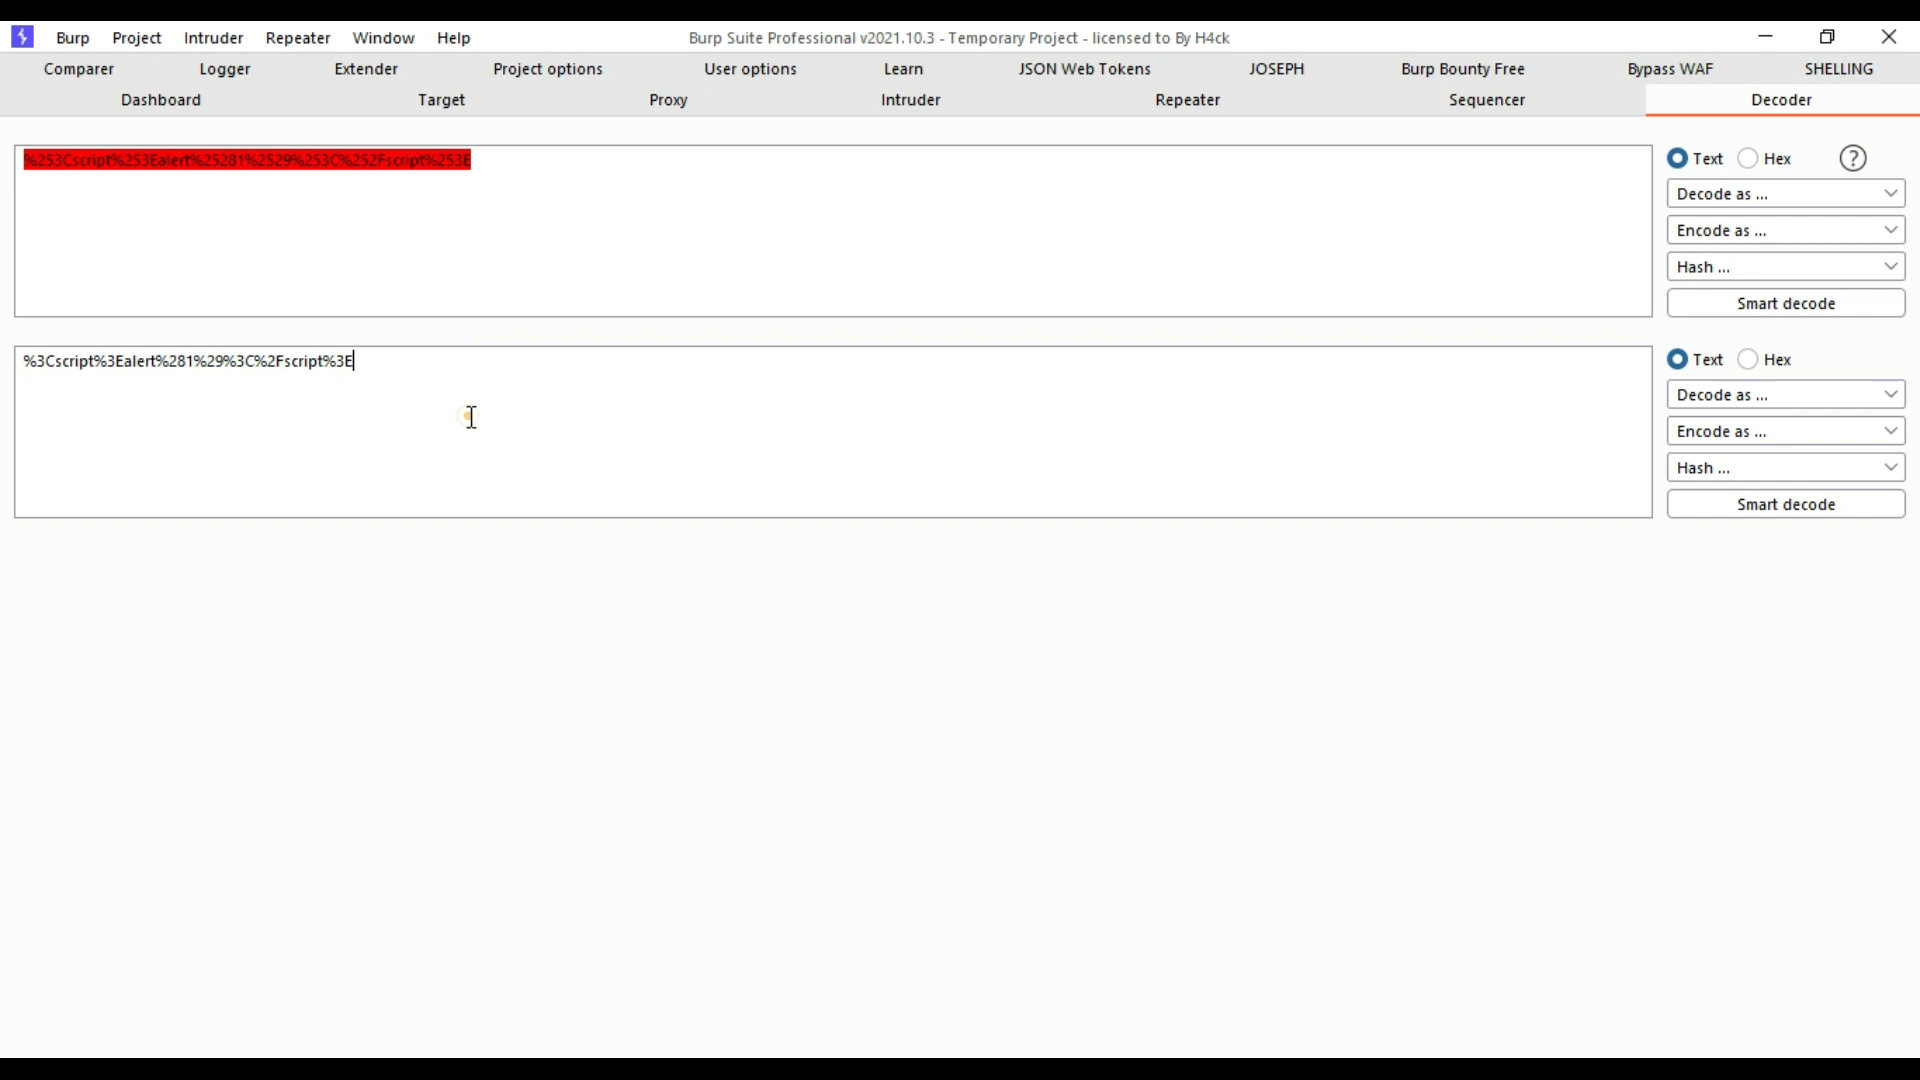 Burp Project Intruder Repeater Window Help Burp Suite Professional v2021.10.3 - Temporary Project - licensed to By H4ck
Comparer Logger Extender Project options User options Learn JSON Web Tokens JOSEPH Burp Bounty Free Bypass WAF SHELLING
Dashboard Target Proxy Intruder Repeater Sequencer Decoder
%253Cscript%253Ealert%25281%2529%253C%252Fscript%253E
Text Hex ?
Decode as ...
Encode as ...
Hash ...
Smart decode
%3Cscript%3Ealert%281%29%3C%2Fscript%3E
Text Hex
Decode as ...
Encode as ...
Hash ...
Smart decode